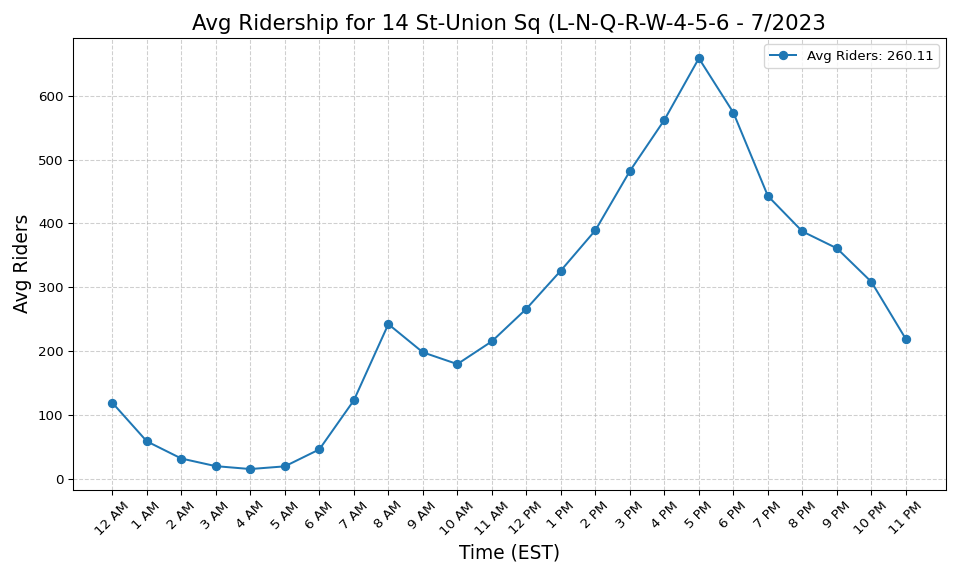 Avg Ridership for 14 St-Union Sq (L-N-Q-R-W-4-5-6 - 7/2023
Avg Riders: 260.11
Avg Riders
600
500
400
300
200
100
0
12 AM
1 AM
2 AM
3 AM
4 AM
5 AM
6 AM
7 AM
8 AM
9 AM
10 AM
11 AM
12 PM
1 PM
2 PM
3 PM
4 PM
5 PM
6 PM
7 PM
8 PM
9 PM
10 PM
11 PM
Time (EST)